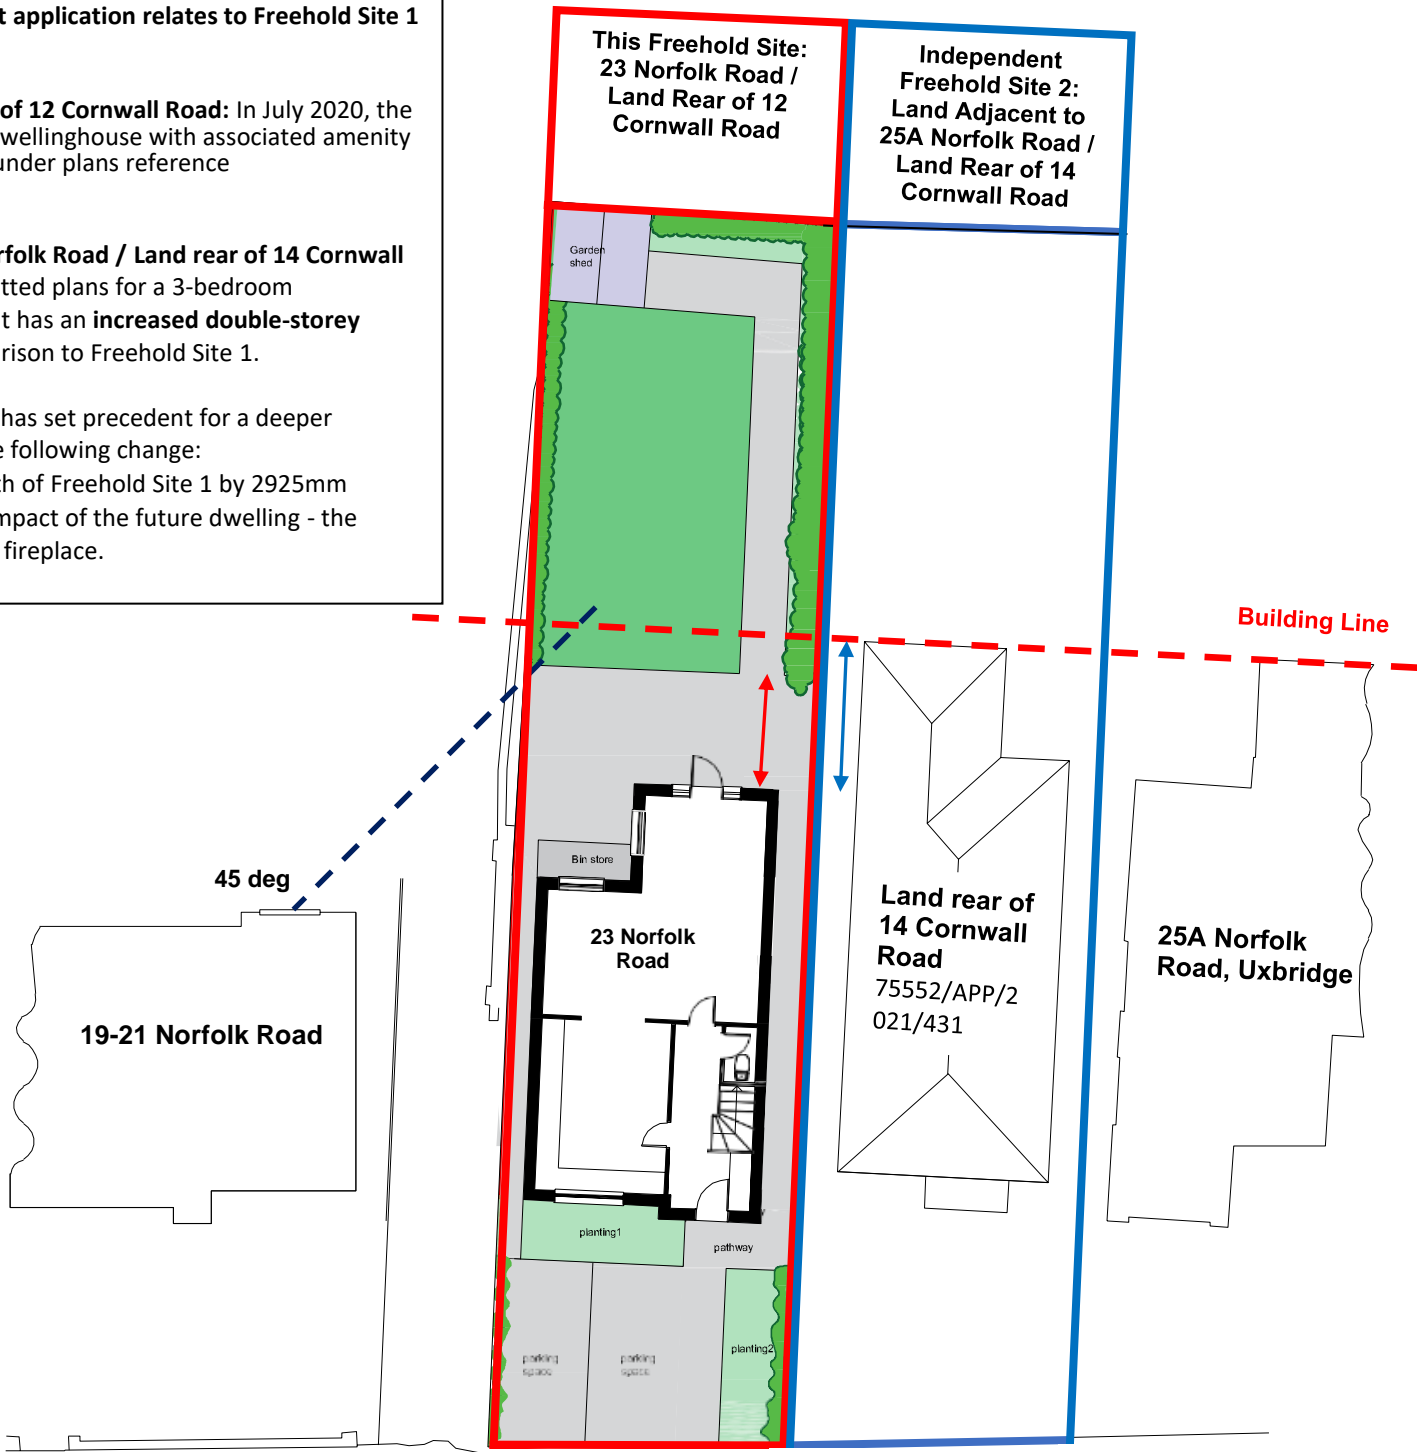 t application relates to Freehold Site 1
of 12 Cornwall Road: In July 2020, the
wellinghouse with associated amenity
under plans reference
rfolk Road / Land rear of 14 Cornwall
tted plans for a 3-bedroom
t has an increased double-storey
rison to Freehold Site 1.
has set precedent for a deeper
e following change:
th of Freehold Site 1 by 2925mm
mpact of the future dwelling - the
fireplace.
This Freehold Site:
23 Norfolk Road /
Land Rear of 12
Cornwall Road
Independent
Freehold Site 2:
Land Adjacent to
25A Norfolk Road /
Land Rear of 14
Cornwall Road
Garden
shed
Building Line
45 deg
Bin store
23 Norfolk
Road
Land rear of
14 Cornwall
Road
75552/APP/2
021/431
25A Norfolk
Road, Uxbridge
19-21 Norfolk Road
planting1
pathway
planting2
parking
space
parking
space